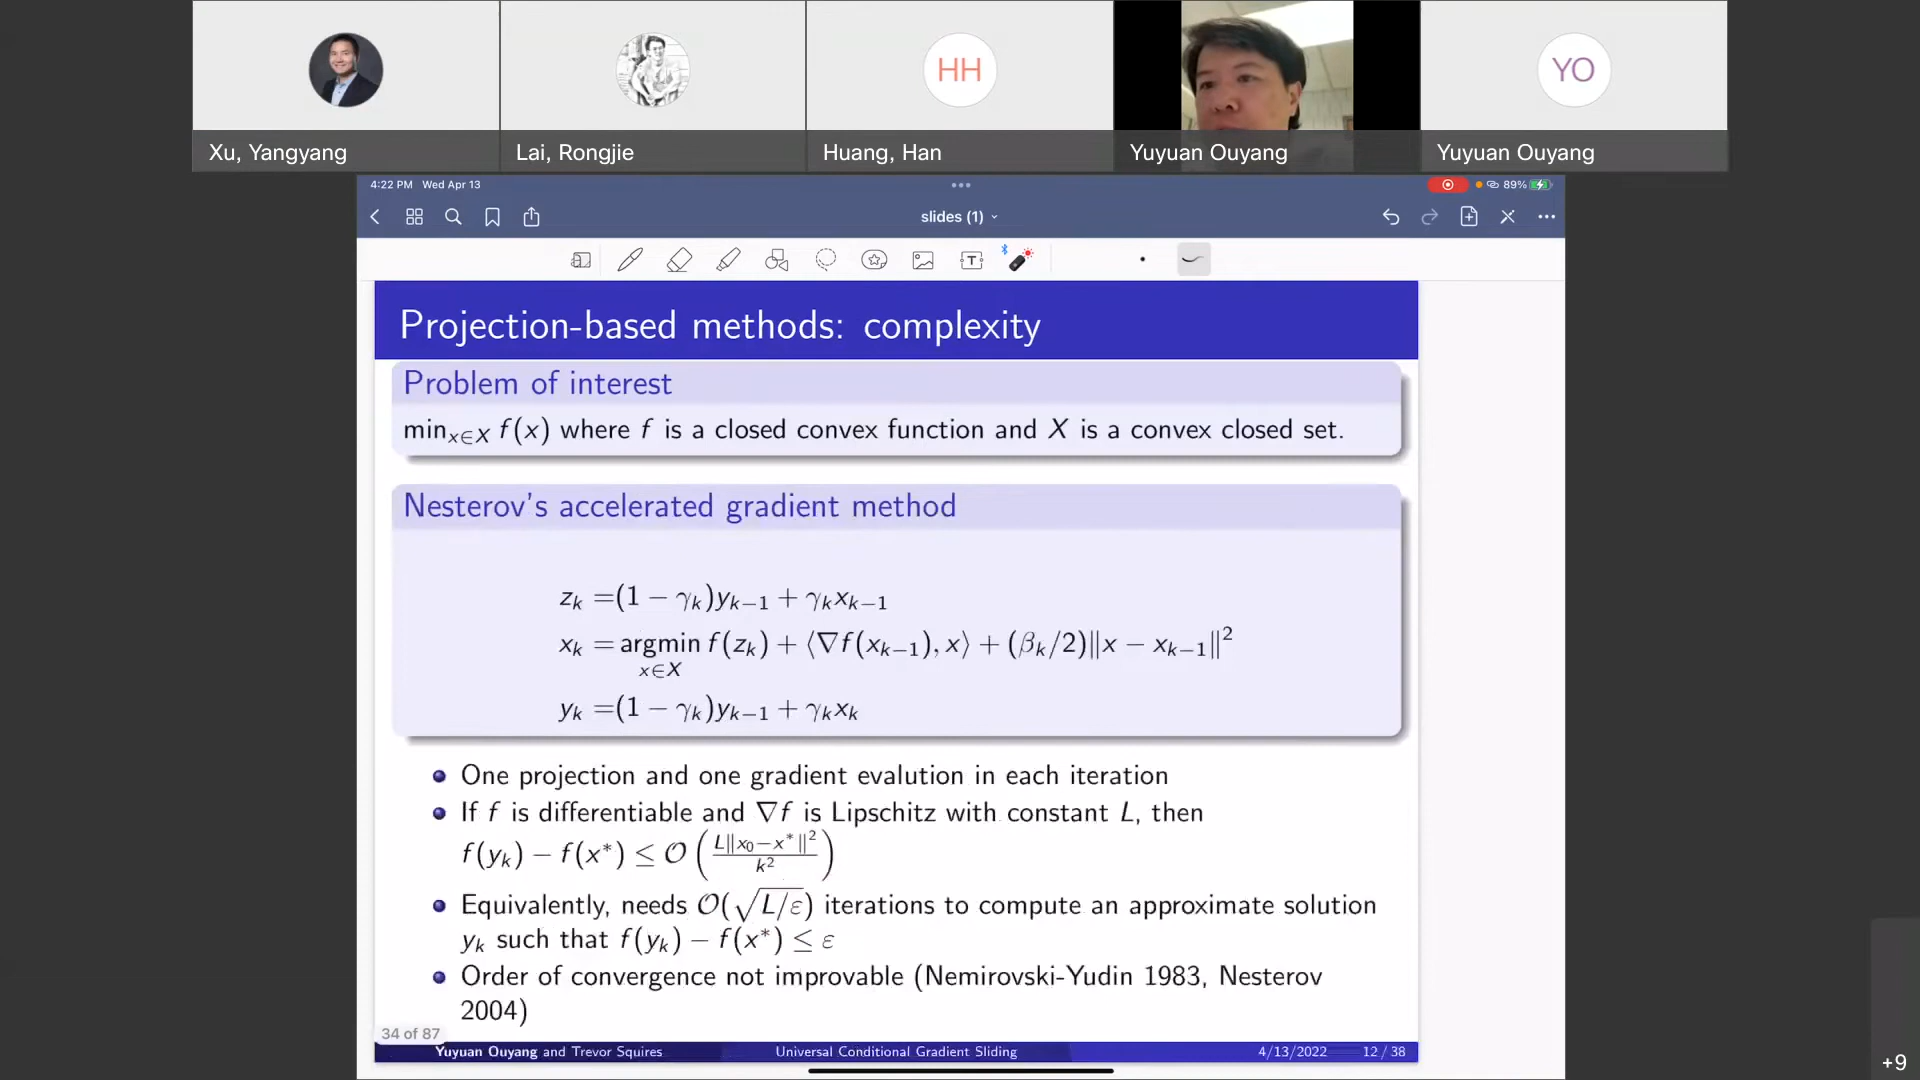 HH
YO
Xu, Yangyang
Lai, Rongjie
Huang, Han
Yuyuan Ouyang
Yuyuan Ouyang
4:22 PM Wed Apr 13
89%
slides (1)
T
Projection-based methods: complexity
Problem of interest
min_{x∈X} f(x) where f is a closed convex function and X is a convex closed set.
Nesterov's accelerated gradient method
z_k =(1 − γ_k)y_{k−1} + γ_k x_{k−1}
x_k = argmin_{x∈X} f(z_k) + ⟨∇f(x_{k−1}), x⟩ + (β_k/2)‖x − x_{k−1}‖²
y_k =(1 − γ_k)y_{k−1} + γ_k x_k
One projection and one gradient evalution in each iteration
If f is differentiable and ∇f is Lipschitz with constant L, then
f(y_k) − f(x*) ≤ O(L‖x_0−x*‖²/k²)
Equivalently, needs O(√(L/ε)) iterations to compute an approximate solution
y_k such that f(y_k) − f(x*) ≤ ε
Order of convergence not improvable (Nemirovski-Yudin 1983, Nesterov
2004)
34 of 87
Yuyuan Ouyang and Trevor Squires Universal Conditional Gradient Sliding 4/13/2022 12 / 38
+9